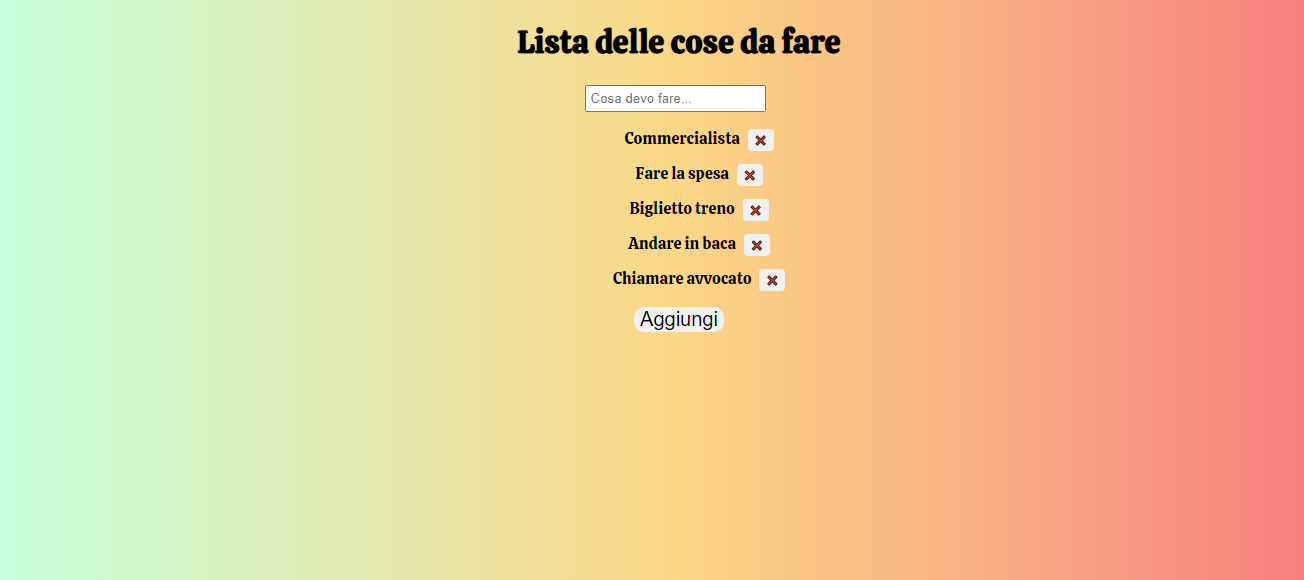 Lista delle cose da fare
Cosa devo fare...
Commercialista
Fare la spesa
Biglietto treno
Andare in baca
Chiamare avvocato
Aggiungi